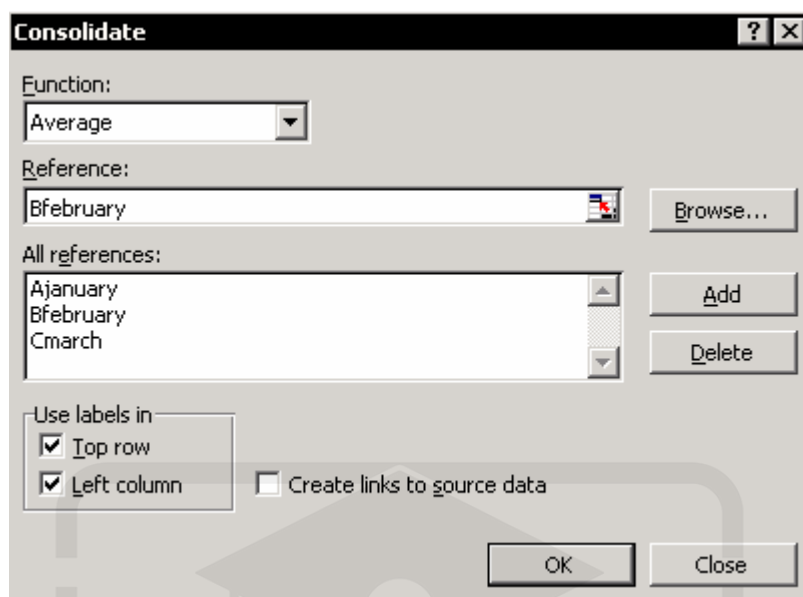 Consolidate
Function:
Average
Reference:
Bfebruary
Browse...
All references:
Ajanuary
Bfebruary
Cmarch
Add
Delete
Use labels in
Top row
Left column
Create links to source data
OK
Close